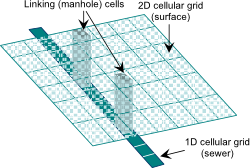 Linking (manhole) cells
2D cellular grid
(surface)
1D cellular grid
(sewer)